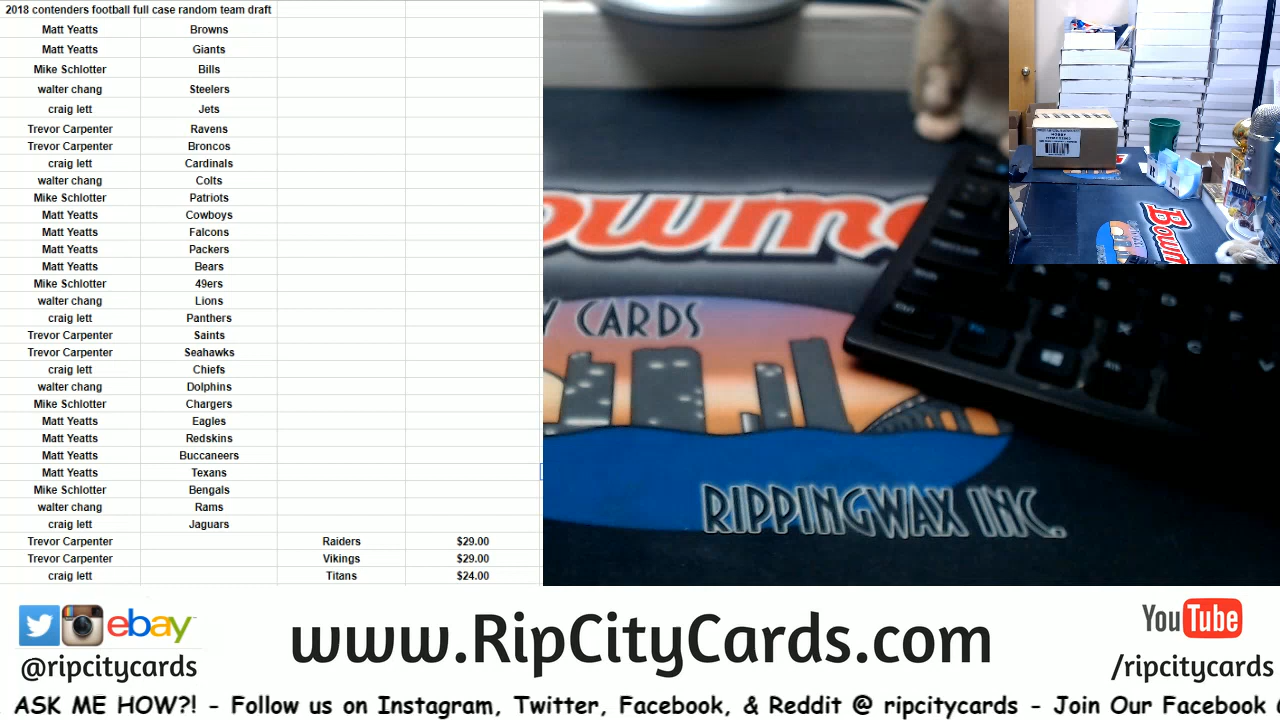 2018 contenders football full case random team draft
Matt Yeatts Browns
Matt Yeatts Giants
Mike Schlotter Bills
walter chang Steelers
craig lett Jets
Trevor Carpenter Ravens
Trevor Carpenter Broncos
craig lett Cardinals
walter chang Colts
Mike Schlotter Patriots
Matt Yeatts Cowboys
Matt Yeatts Falcons
Matt Yeatts Packers
Matt Yeatts Bears
Mike Schlotter 49ers
walter chang Lions
craig lett Panthers
Trevor Carpenter Saints
Trevor Carpenter Seahawks
craig lett Chiefs
walter chang Dolphins
Mike Schlotter Chargers
Matt Yeatts Eagles
Matt Yeatts Redskins
Matt Yeatts Buccaneers
Matt Yeatts Texans
Mike Schlotter Bengals
walter chang Rams
craig lett Jaguars
Trevor Carpenter Raiders $29.00
Trevor Carpenter Vikings $29.00
craig lett Titans $24.00
owm
Y CARDS
RIPPINGWAX INC.
Bowm
ebay
@ripcitycards
www.RipCityCards.com
YouTube
/ripcitycards
ASK ME HOW?! - Follow us on Instagram, Twitter, Facebook, & Reddit @ ripcitycards - Join Our Facebook